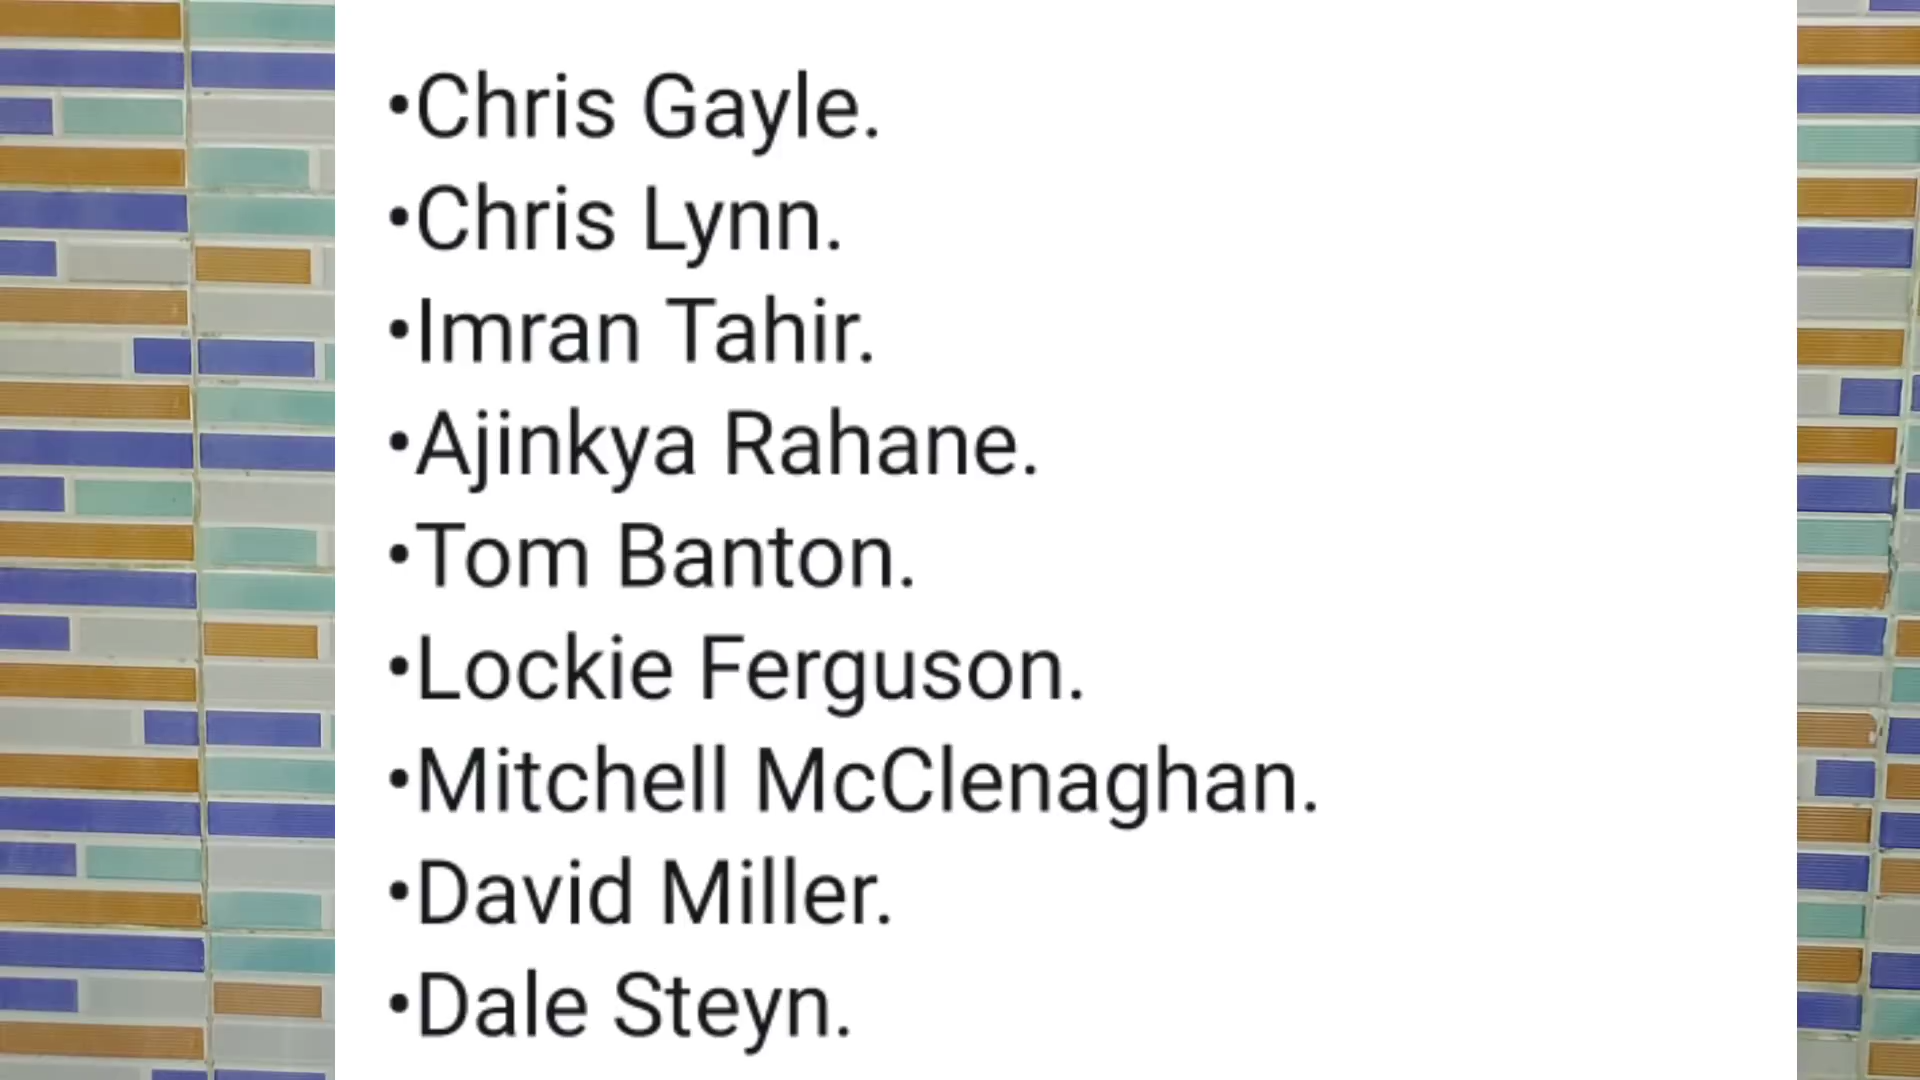 •Chris Gayle.
•Chris Lynn.
•Imran Tahir.
•Ajinkya Rahane.
•Tom Banton.
•Lockie Ferguson.
•Mitchell McClenaghan.
•David Miller.
•Dale Steyn.